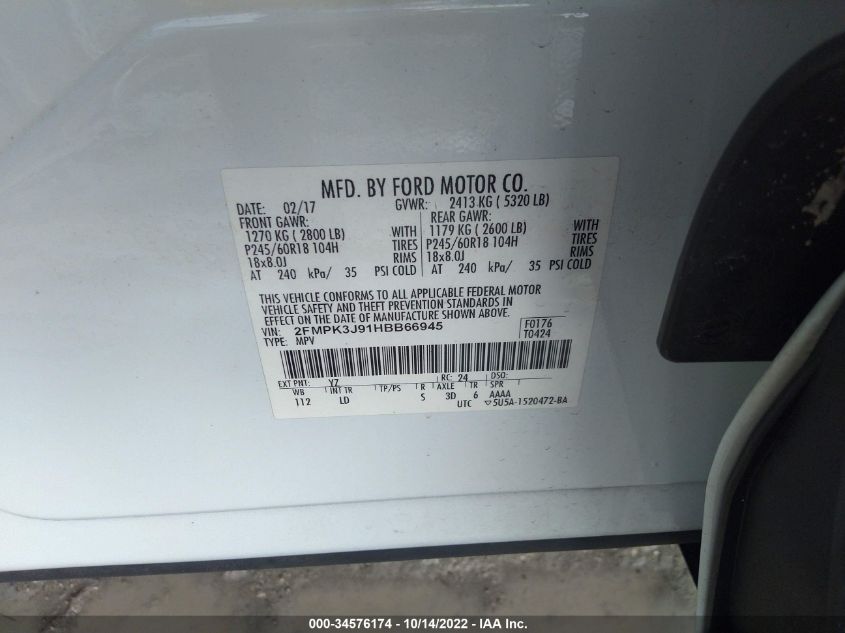 MFD. BY FORD MOTOR CO.
DATE: 02/17 GVWR: 2413 KG ( 5320 LB)
FRONT GAWR: REAR GAWR:
1270 KG ( 2800 LB) WITH 1179 KG ( 2600 LB) WITH
P245/60R18 104H TIRES P245/60R18 104H TIRES
18x8.0J RIMS 18x8.0J RIMS
AT 240 kPa/ 35 PSI COLD AT 240 kPa/ 35 PSI COLD
THIS VEHICLE CONFORMS TO ALL APPLICABLE FEDERAL MOTOR
VEHICLE SAFETY AND THEFT PREVENTION STANDARDS IN
EFFECT ON THE DATE OF MANUFACTURE SHOWN ABOVE.
VIN: 2FMPK3J91HBB66945 F0176
TYPE: MPV T0424
EXT PNT: YZ RC: 24 DSO:
WB INT TR TP/PS R AXLE TR SPR
112 LD S 3D 6 AAAA
UTC ▽5U5A-1520472-BA
000-34576174 | 10/14/2022 - IAA Inc.